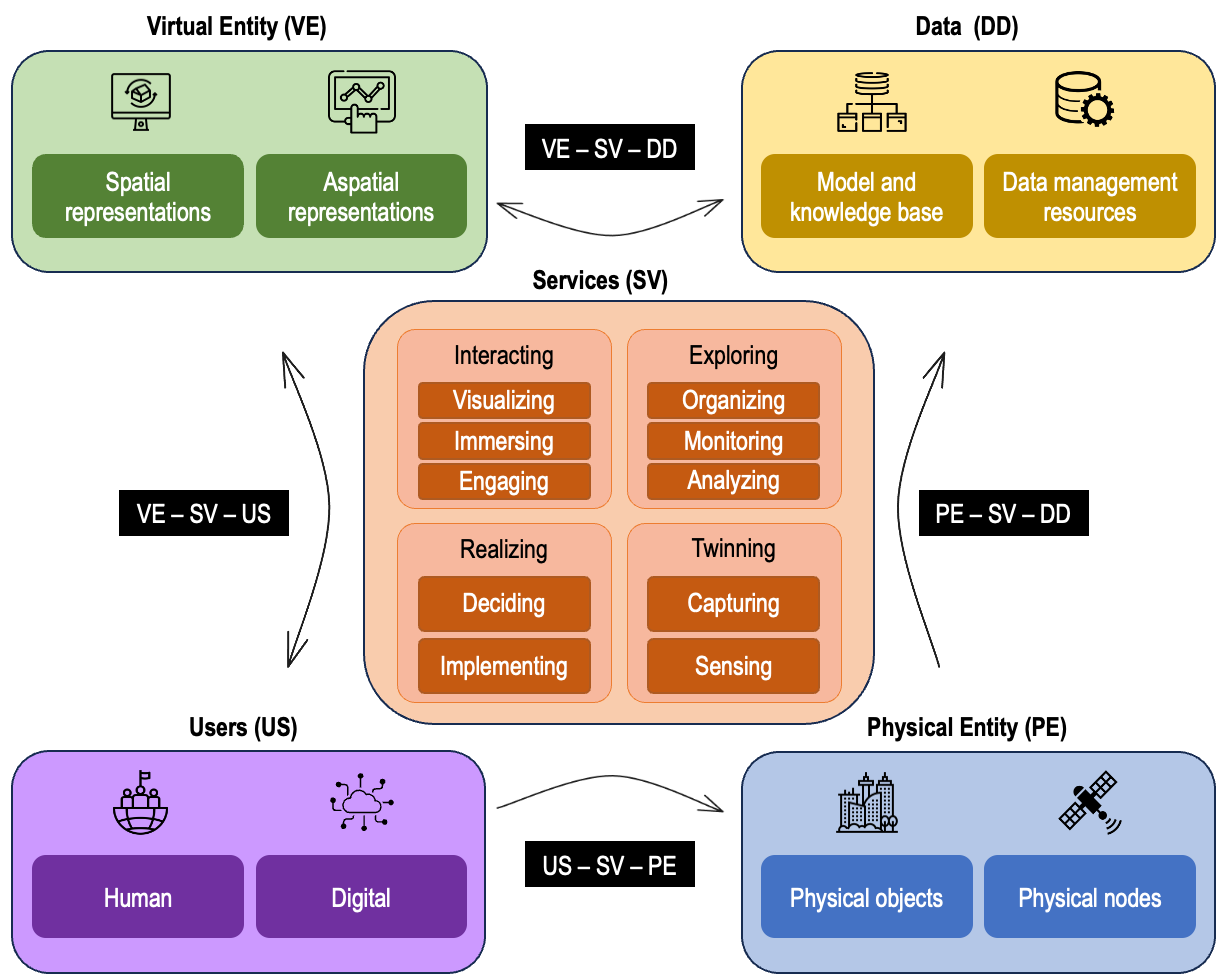 Virtual Entity (VE)
Data (DD)
Spatial
representations
Aspatial
representations
VE – SV – DD
Model and
knowledge base
Data management
resources
Services (SV)
Interacting
Visualizing
Immersing
Engaging
Exploring
Organizing
Monitoring
Analyzing
VE – SV – US
PE – SV – DD
Realizing
Deciding
Implementing
Twinning
Capturing
Sensing
Users (US)
Physical Entity (PE)
Human
Digital
US – SV – PE
Physical objects
Physical nodes